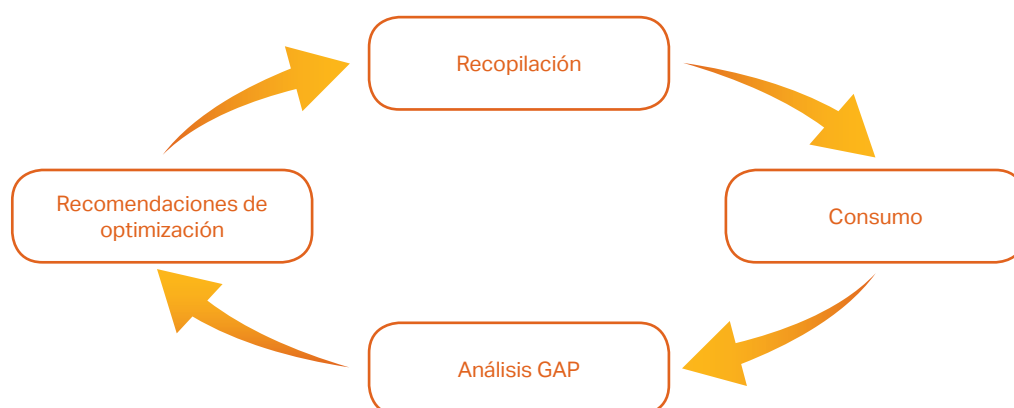 Recopilación
Recomendaciones de
optimización
Consumo
Análisis GAP